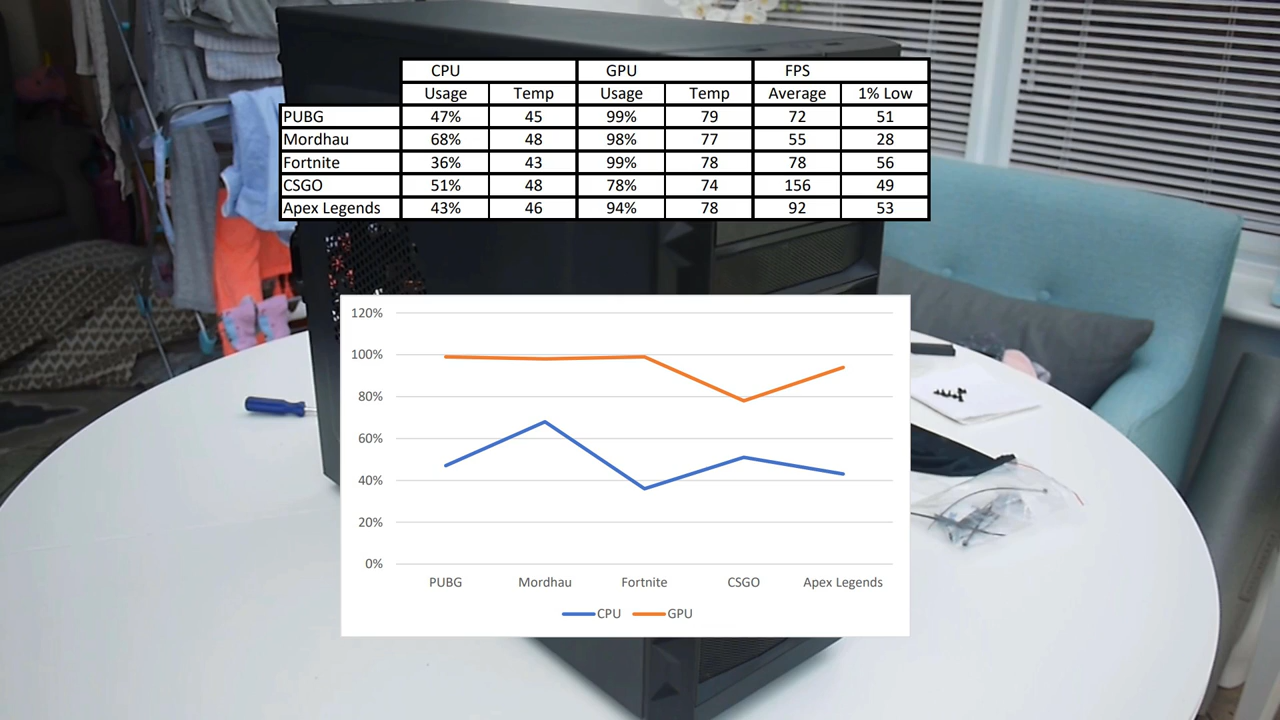 CPU GPU FPS
Usage Temp Usage Temp Average 1% Low
PUBG 47% 45 99% 79 72 51
Mordhau 68% 48 98% 77 55 28
Fortnite 36% 43 99% 78 78 56
CSGO 51% 48 78% 74 156 49
Apex Legends 43% 46 94% 78 92 53
120%
100%
80%
60%
40%
20%
0%
PUBG Mordhau Fortnite CSGO Apex Legends
CPU GPU